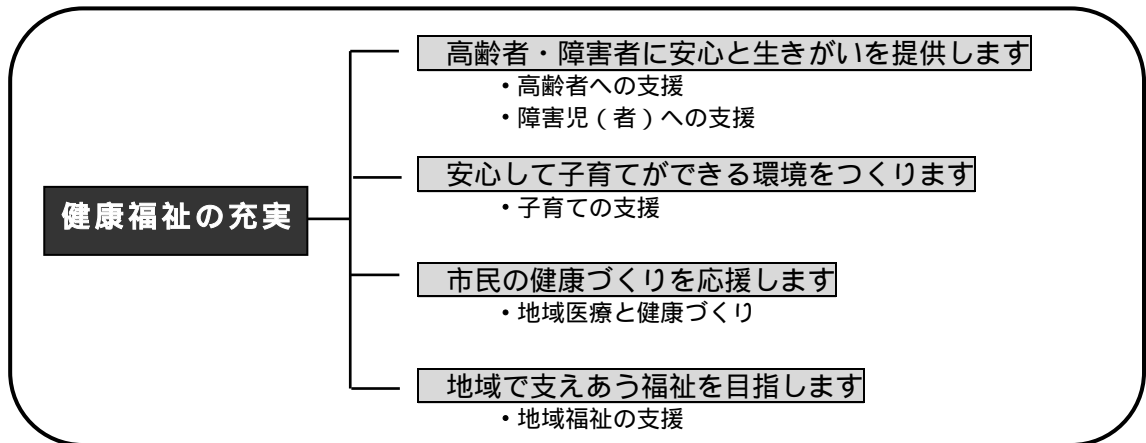 健康福祉の充実
高齢者・障害者に安心と生きがいを提供します
・高齢者への支援
・障害児（者）への支援
安心して子育てができる環境をつくります
・子育ての支援
市民の健康づくりを応援します
・地域医療と健康づくり
地域で支えあう福祉を目指します
・地域福祉の支援